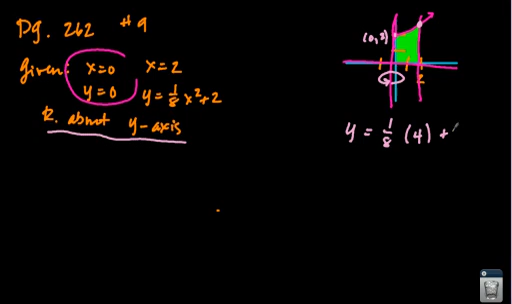 Pg. 262 #9
Given: x=0 x=2
y=0 y=1/8 x²+2
R. about y-axis
(0,2)
2
y = 1/8 (4) +